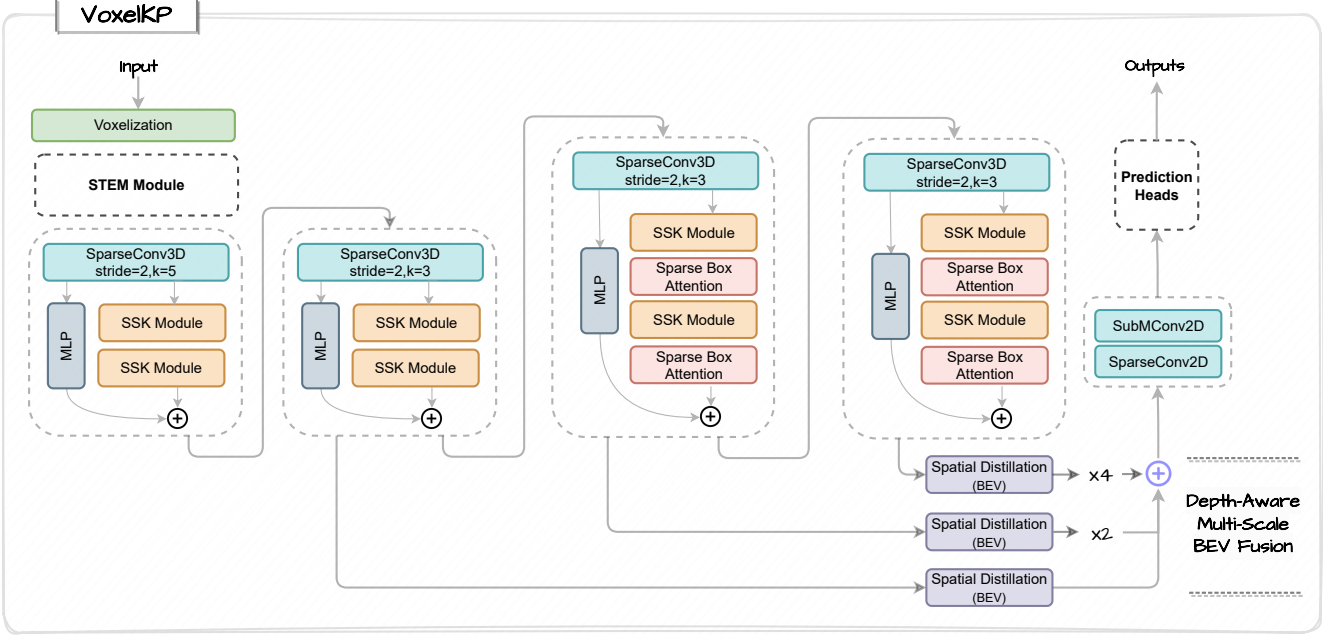 VoxelKP
Input
Voxelization
STEM Module
SparseConv3D
stride=2,k=5
MLP
SSK Module
SSK Module
SparseConv3D
stride=2,k=3
MLP
SSK Module
SSK Module
SparseConv3D
stride=2,k=3
MLP
SSK Module
Sparse Box
Attention
SSK Module
Sparse Box
Attention
SparseConv3D
stride=2,k=3
MLP
SSK Module
Sparse Box
Attention
SSK Module
Sparse Box
Attention
Outputs
Prediction
Heads
SubMConv2D
SparseConv2D
Spatial Distillation
(BEV)
x4
Spatial Distillation
(BEV)
x2
Spatial Distillation
(BEV)
Depth-Aware
Multi-Scale
BEV Fusion